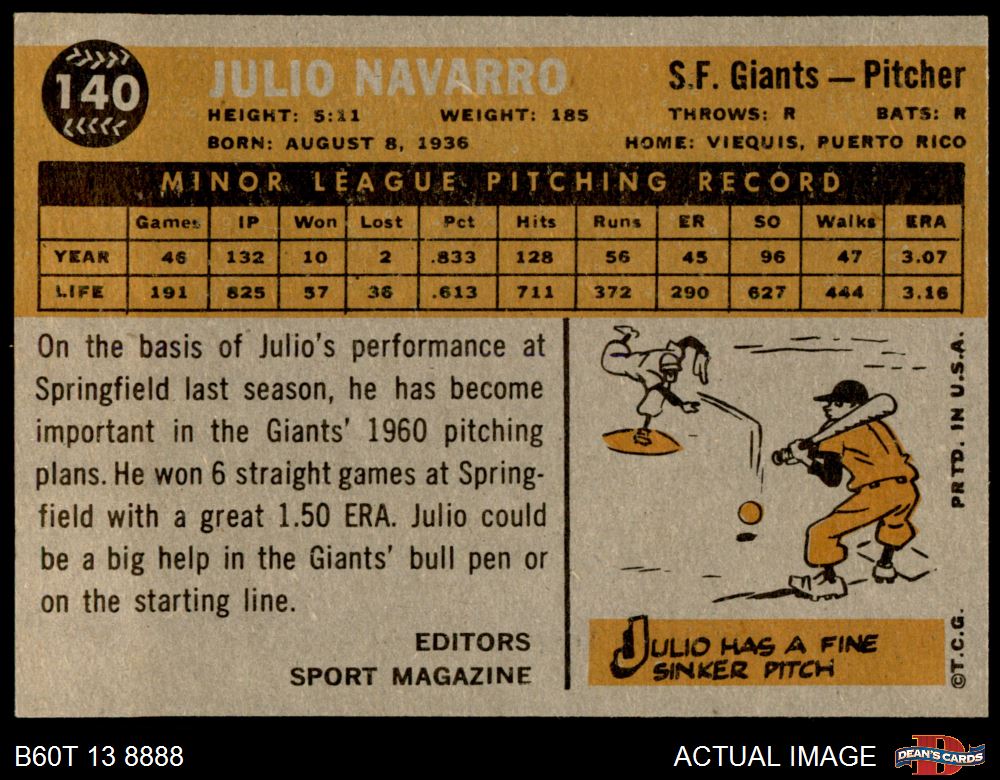 140
JULIO NAVARRO
S.F. Giants — Pitcher
HEIGHT: 5:11 WEIGHT: 185 THROWS: R BATS: R
BORN: AUGUST 8, 1936 HOME: VIEQUIS, PUERTO RICO
MINOR LEAGUE PITCHING RECORD
Games IP Won Lost Pct Hits Runs ER SO Walks ERA
YEAR 46 132 10 2 .833 128 56 45 96 47 3.07
LIFE 191 825 57 36 .613 711 372 290 627 444 3.16
On the basis of Julio's performance at
Springfield last season, he has become
important in the Giants' 1960 pitching
plans. He won 6 straight games at Spring-
field with a great 1.50 ERA. Julio could
be a big help in the Giants' bull pen or
on the starting line.
EDITORS
SPORT MAGAZINE
JULIO HAS A FINE
SINKER PITCH
©T.C.G. PRTD. IN U.S.A.
B60T 13 8888
ACTUAL IMAGE
D
DEAN'S CARDS